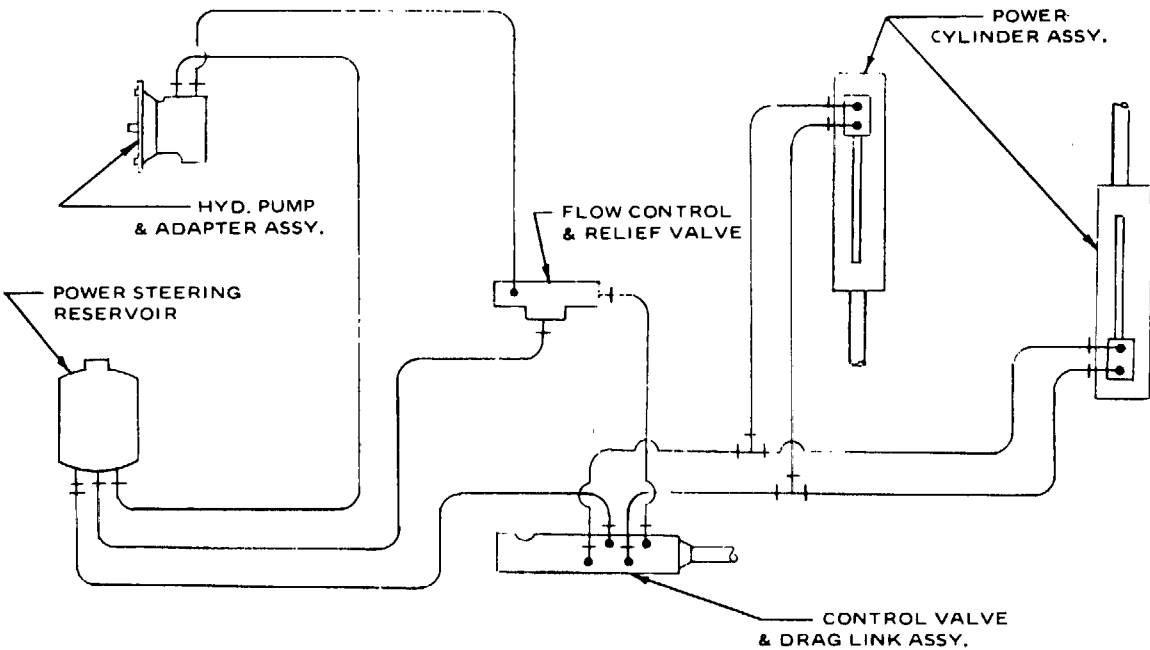 POWER
CYLINDER ASSY.
HYD. PUMP
& ADAPTER ASSY.
FLOW CONTROL
& RELIEF VALVE
POWER STEERING
RESERVOIR
CONTROL VALVE
& DRAG LINK ASSY.